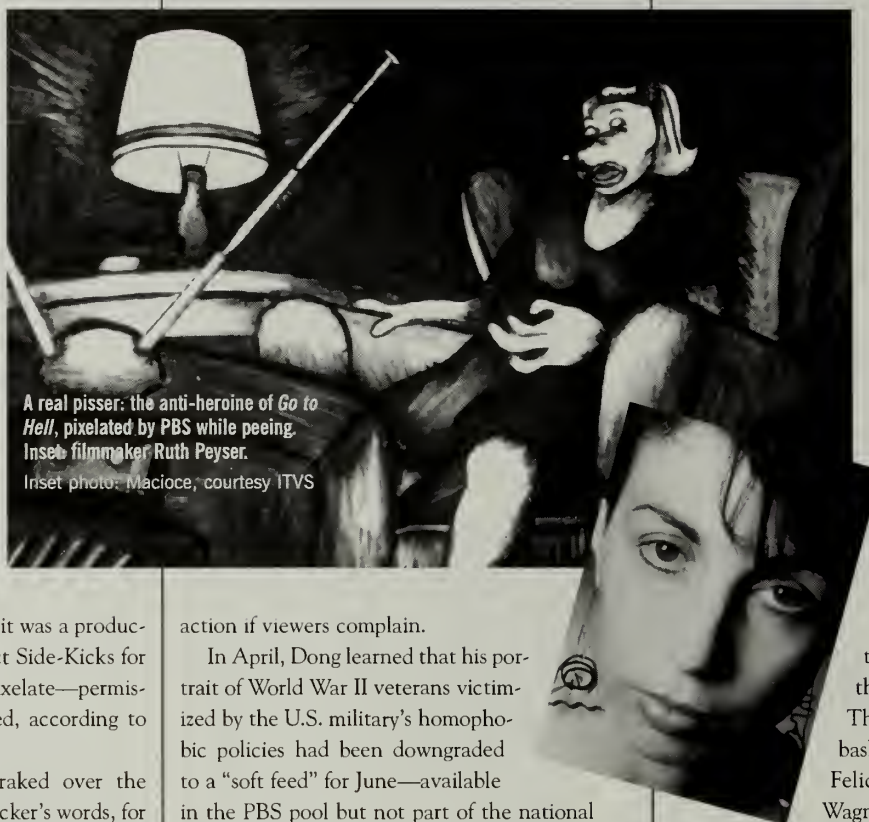 A real pisser: the anti-heroine of Go to
Hell, pixelated by PBS while peeing.
Inset: filmmaker Ruth Peyser.
Inset photo: Macioce, courtesy ITVS
it was a produc-
t Side-Kicks for
xelate—permis-
ed, according to
raked over the
cker's words, for
action if viewers complain.
In April, Dong learned that his por-
trait of World War II veterans victim-
ized by the U.S. military's homopho-
bic policies had been downgraded
to a "soft feed" for June—available
in the PBS pool but not part of the national
t
th
Th
bas
Felic
Wagn